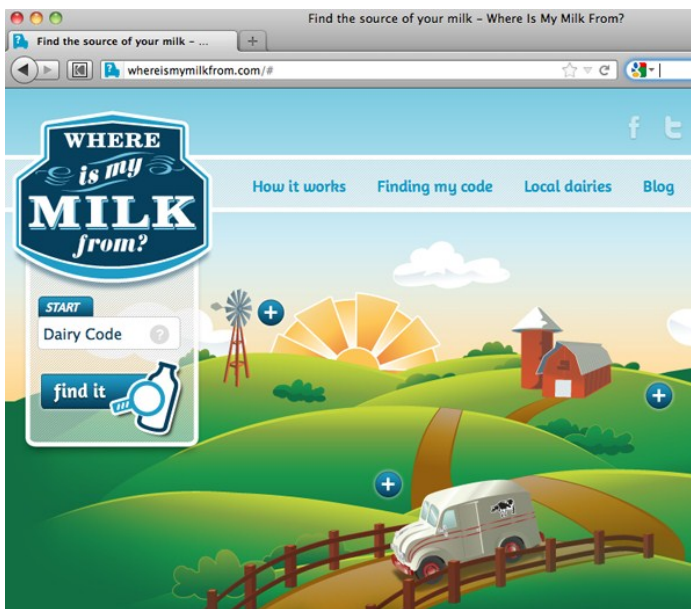 Find the source of your milk – Where Is My Milk From?
Find the source of your milk – ...
whereismymilkfrom.com/#
WHERE
is my
MILK
from?
How it works Finding my code Local dairies Blog
START
Dairy Code ?
find it